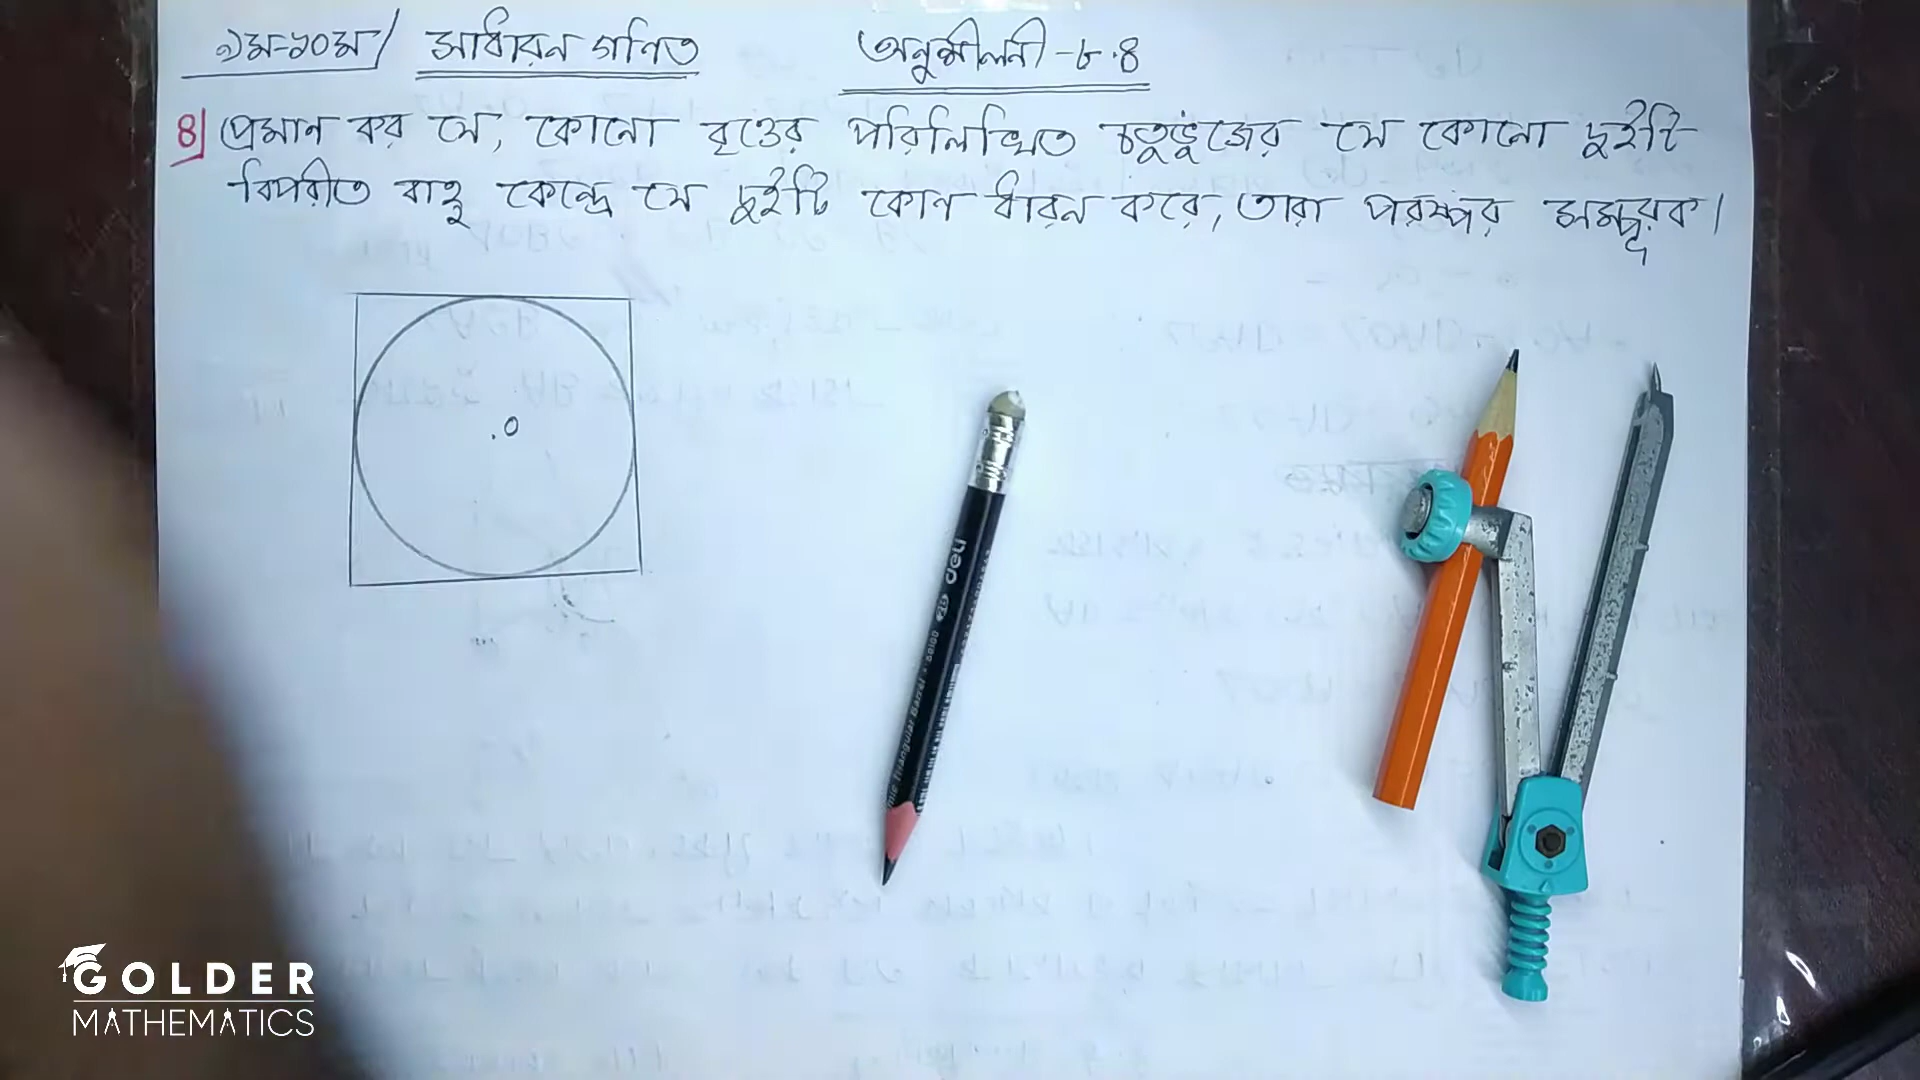 ৯ম-১০ম / সাধারন গণিত অনুশীলনী-৮.৪
৪] প্রমান কর যে, কোনো বৃত্তের পরিলিখিত চতুর্ভুজের যে কোনো দুইটি
বিপরীত বাহু কেন্দ্রে যে দুইটি কোণ ধারন করে, তারা পরস্পর সম্পূরক।
.O
deli
GOLDER
MATHEMATICS